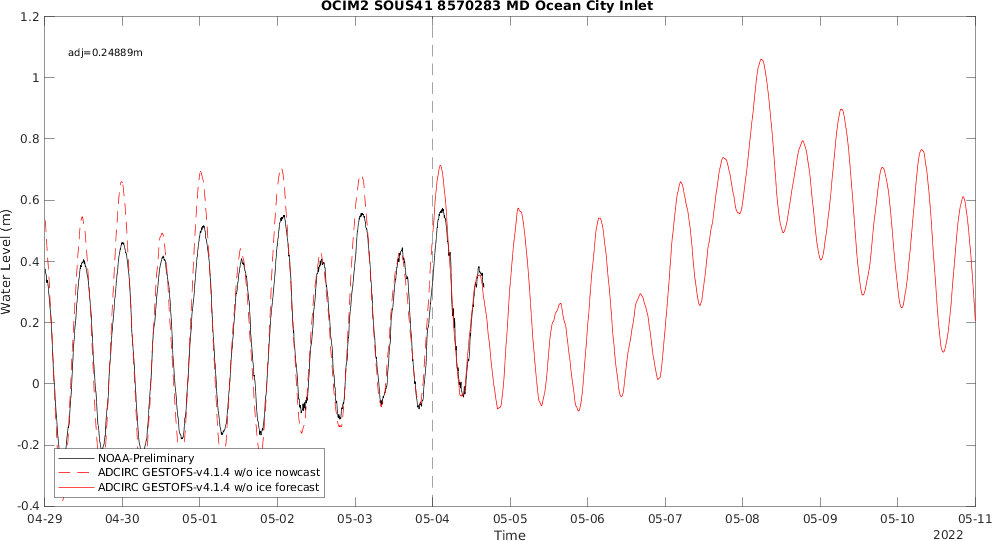 OCIM2 SOUS41 8570283 MD Ocean City Inlet
adj=0.24889m
Water Level (m)
1.2
1
0.8
0.6
0.4
0.2
0
-0.2
-0.4
NOAA-Preliminary
ADCIRC GESTOFS-v4.1.4 w/o ice nowcast
ADCIRC GESTOFS-v4.1.4 w/o ice forecast
04-29 04-30 05-01 05-02 05-03 05-04 05-05 05-06 05-07 05-08 05-09 05-10 05-11
Time
2022